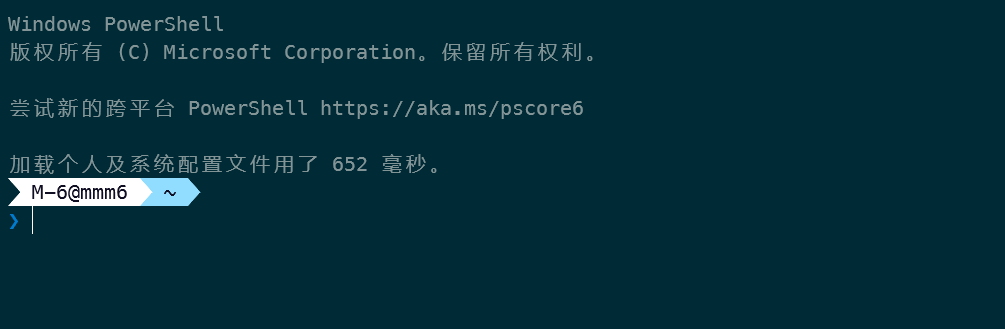 Windows PowerShell
版权所有 (C) Microsoft Corporation。保留所有权利。
尝试新的跨平台 PowerShell https://aka.ms/pscore6
加载个人及系统配置文件用了 652 毫秒。
M-6@mmm6 ~
❯